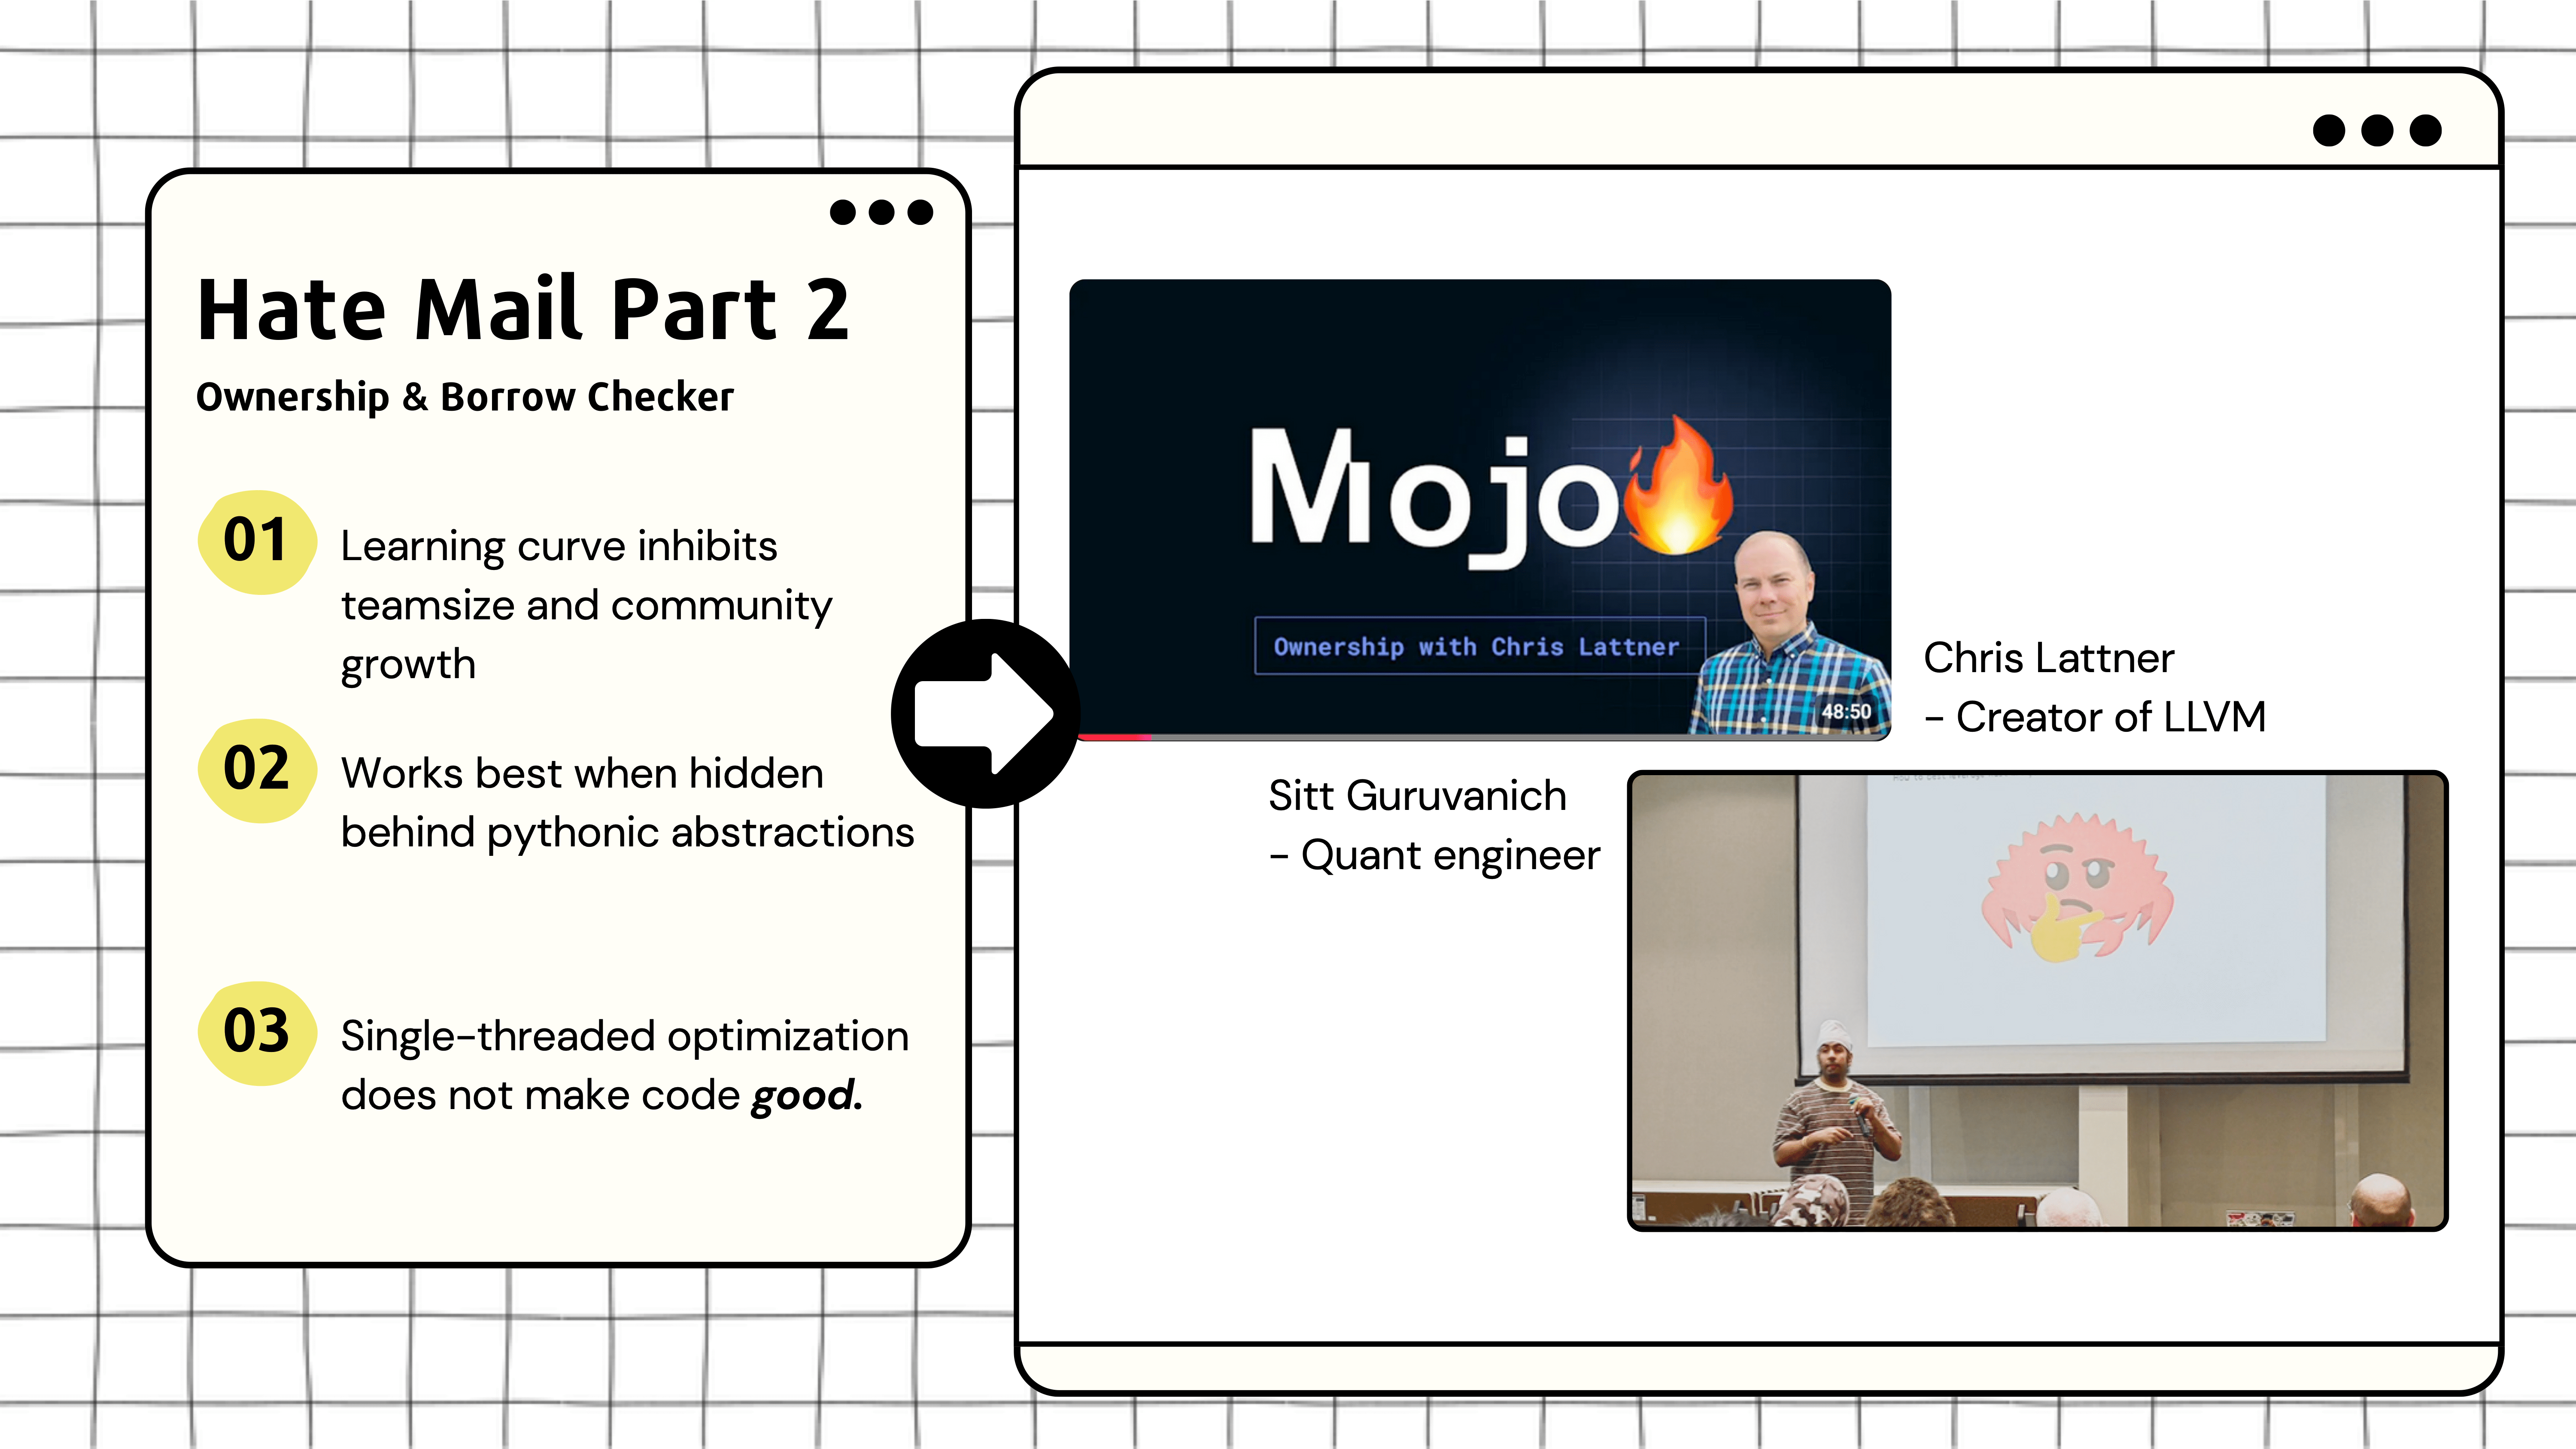 Hate Mail Part 2
Ownership & Borrow Checker
01
Learning curve inhibits
teamsize and community
growth
02
Works best when hidden
behind pythonic abstractions
03
Single-threaded optimization
does not make code good.
Mojo🔥
Ownership with Chris Lattner
48:50
Chris Lattner
- Creator of LLVM
Sitt Guruvanich
- Quant engineer